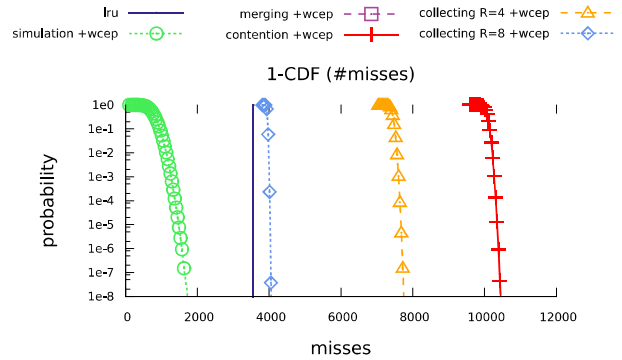 lru merging +wcep collecting R=4 +wcep
simulation +wcep contention +wcep collecting R=8 +wcep
1-CDF (#misses)
1e0
1e-1
1e-2
1e-3
1e-4
1e-5
1e-6
1e-7
1e-8
probability
0 2000 4000 6000 8000 10000 12000
misses